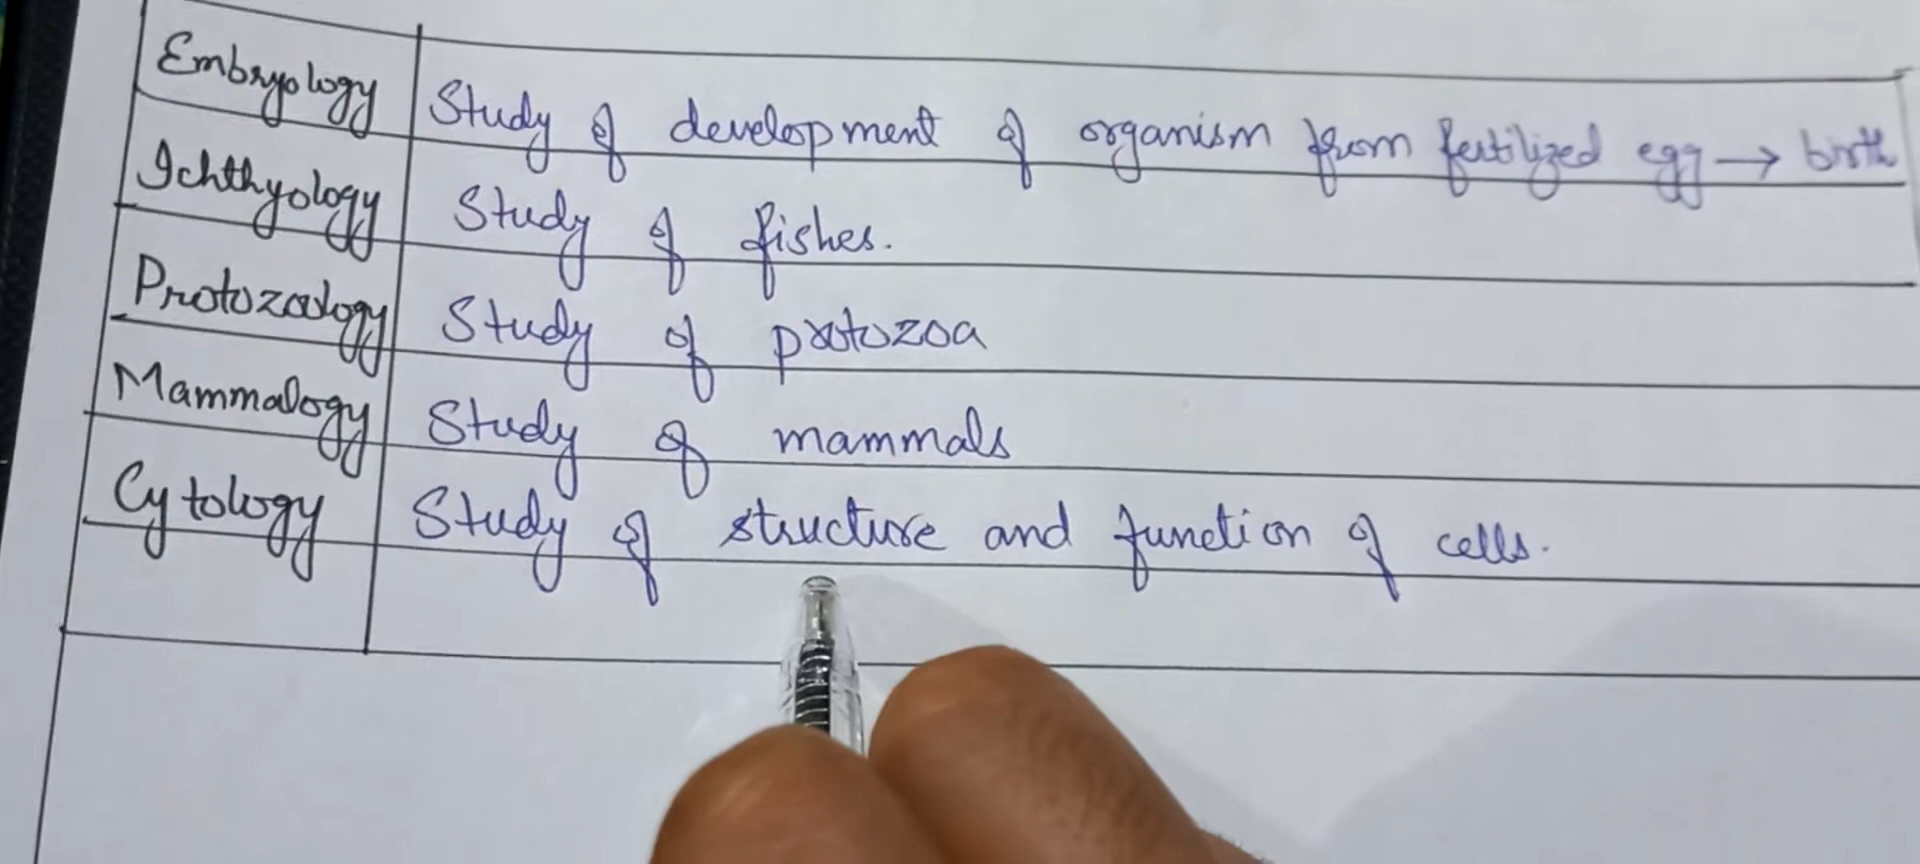 Embryology Study of development of organism from fertilized egg → birth
Ichthyology Study of fishes.
Protozoology Study of protozoa
Mammalogy Study of mammals
Cytology Study of structure and function of cells.